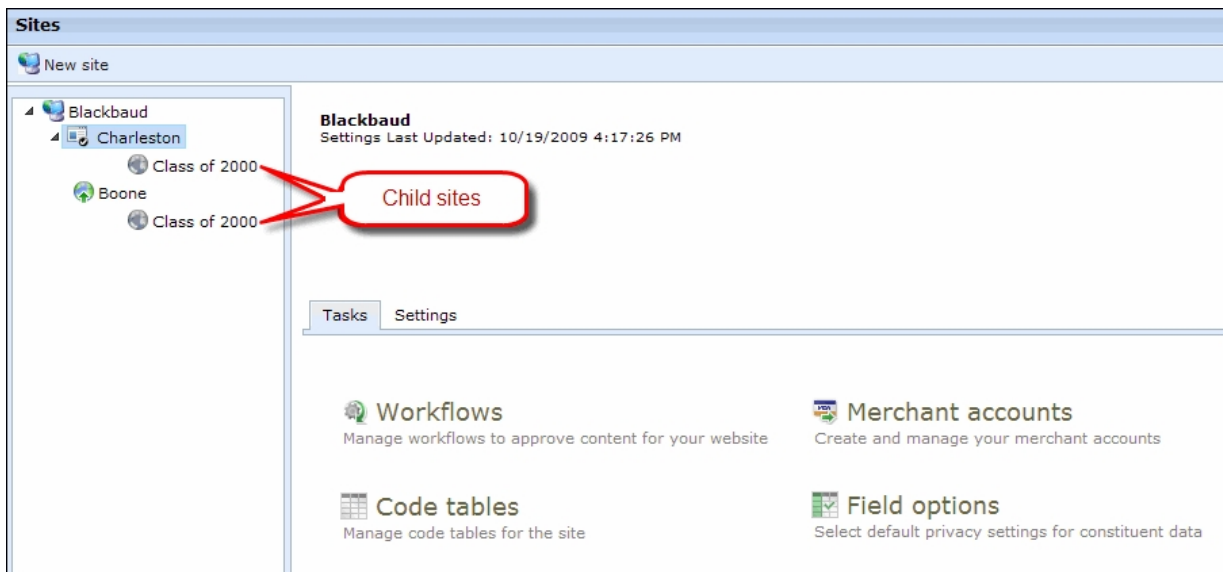 Sites
New site
Blackbaud
Charleston
Class of 2000
Boone
Class of 2000
Child sites
Blackbaud
Settings Last Updated: 10/19/2009 4:17:26 PM
Tasks Settings
Workflows
Manage workflows to approve content for your website
Merchant accounts
Create and manage your merchant accounts
Code tables
Manage code tables for the site
Field options
Select default privacy settings for constituent data